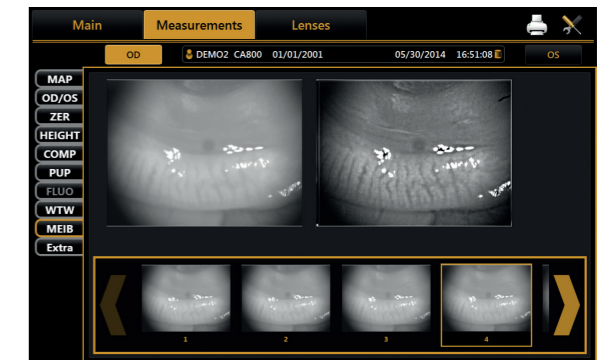 Main Measurements Lenses
OD DEMO2 CA800 01/01/2001 05/30/2014 16:51:08 OS
MAP
OD/OS
ZER
HEIGHT
COMP
PUP
FLUO
WTW
MEIB
Extra
1 2 3 4